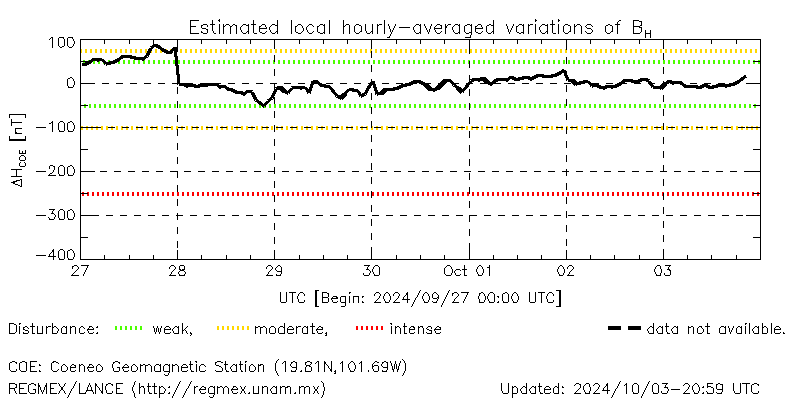 Estimated local hourly-averaged variations of B_H
100
0
-100
-200
-300
-400
ΔH_COE [nT]
27 28 29 30 Oct 01 02 03
UTC [Begin: 2024/09/27 00:00 UTC]
Disturbance: weak, moderate, intense data not available.
COE: Coeneo Geomagnetic Station (19.81N,101.69W)
REGMEX/LANCE (http://regmex.unam.mx) Updated: 2024/10/03-20:59 UTC